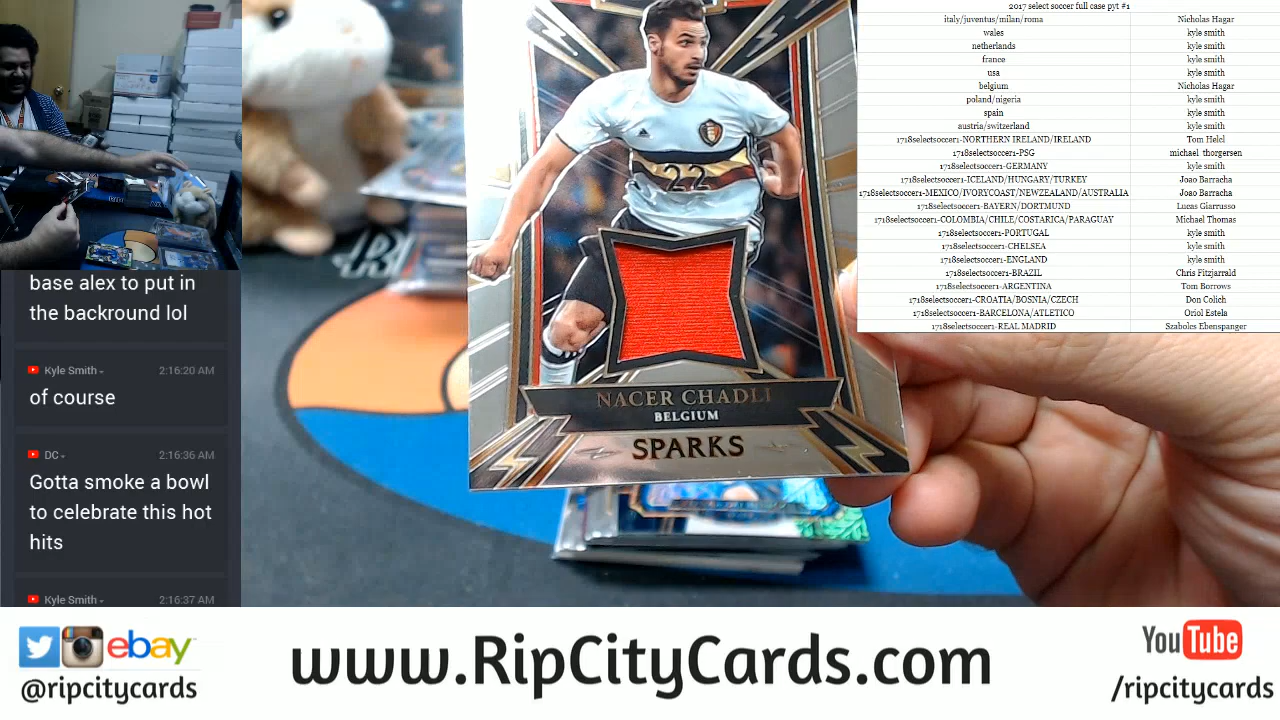 base alex to put in
the backround lol
Kyle Smith
2:16:20 AM
of course
DC
2:16:36 AM
Gotta smoke a bowl
to celebrate this hot
hits
Kyle Smith
2:16:37 AM
22
NACER CHADLI
BELGIUM
SPARKS
2017 select soccer full case pyt #1
italy/juventus/milan/roma Nicholas Hagar
wales kyle smith
netherlands kyle smith
france kyle smith
usa kyle smith
belgium Nicholas Hagar
poland/nigeria kyle smith
spain kyle smith
austria/switzerland kyle smith
1718selectsoccer1-NORTHERN IRELAND/IRELAND Tom Helel
1718selectsoccer1-PSG michael thorgersen
1718selectsoccer1-GERMANY kyle smith
1718selectsoccer1-ICELAND/HUNGARY/TURKEY Joao Barracha
1718selectsoccer1-MEXICO/IVORYCOAST/NEWZEALAND/AUSTRALIA Joao Barracha
1718selectsoccer1-BAYERN/DORTMUND Lucas Giarrusso
1718selectsoccer1-COLOMBIA/CHILE/COSTARICA/PARAGUAY Michael Thomas
1718selectsoccer1-PORTUGAL kyle smith
1718selectsoccer1-CHELSEA kyle smith
1718selectsoccer1-ENGLAND kyle smith
1718selectsoccer1-BRAZIL Chris Fitzjarrald
1718selectsoccer1-ARGENTINA Tom Borrows
1718selectsoccer1-CROATIA/BOSNIA/CZECH Don Colich
1718selectsoccer1-BARCELONA/ATLETICO Oriol Estela
1718selectsoccer1-REAL MADRID Szabolcs Ebenspanger
ebay
@ripcitycards
www.RipCityCards.com
YouTube
/ripcitycards